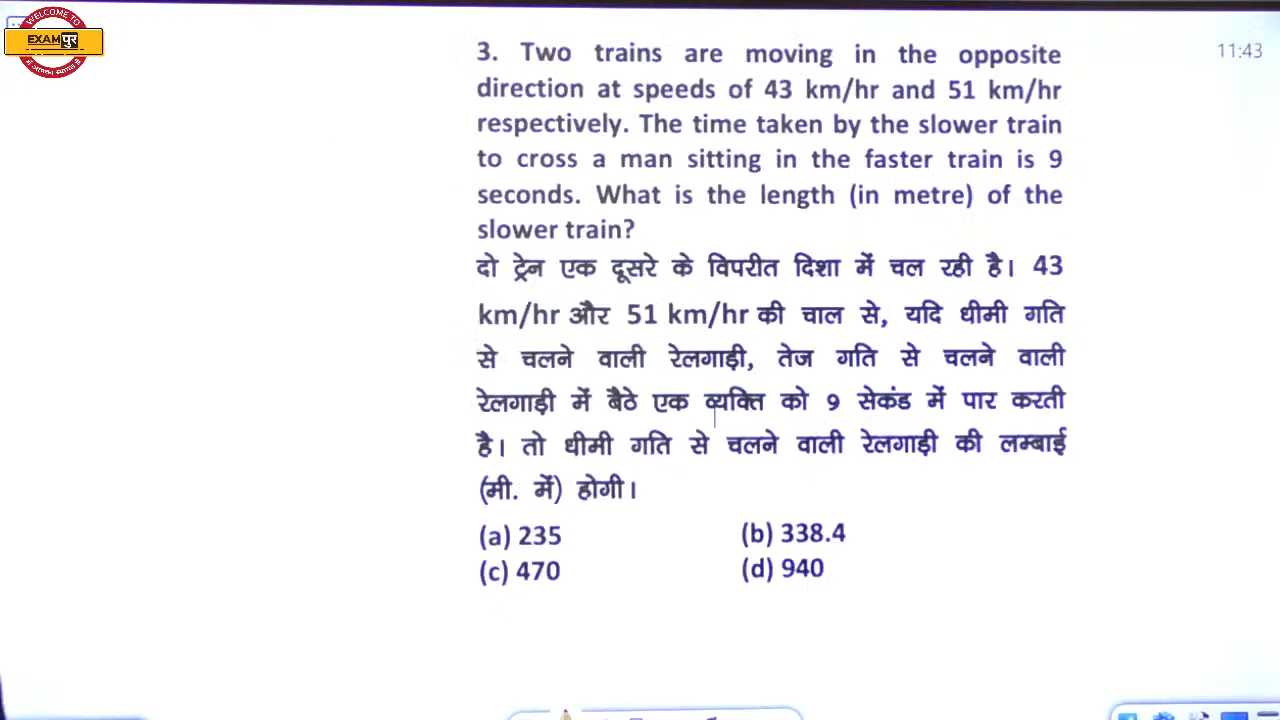 WELCOME TO
EXAM पुर
11:43
3. Two trains are moving in the opposite
direction at speeds of 43 km/hr and 51 km/hr
respectively. The time taken by the slower train
to cross a man sitting in the faster train is 9
seconds. What is the length (in metre) of the
slower train?
दो ट्रेन एक दूसरे के विपरीत दिशा में चल रही है। 43
km/hr और 51 km/hr की चाल से, यदि धीमी गति
से चलने वाली रेलगाड़ी, तेज गति से चलने वाली
रेलगाड़ी में बैठे एक व्यक्ति को 9 सेकंड में पार करती
है। तो धीमी गति से चलने वाली रेलगाड़ी की लम्बाई
(मी. में) होगी।
(a) 235 (b) 338.4
(c) 470 (d) 940